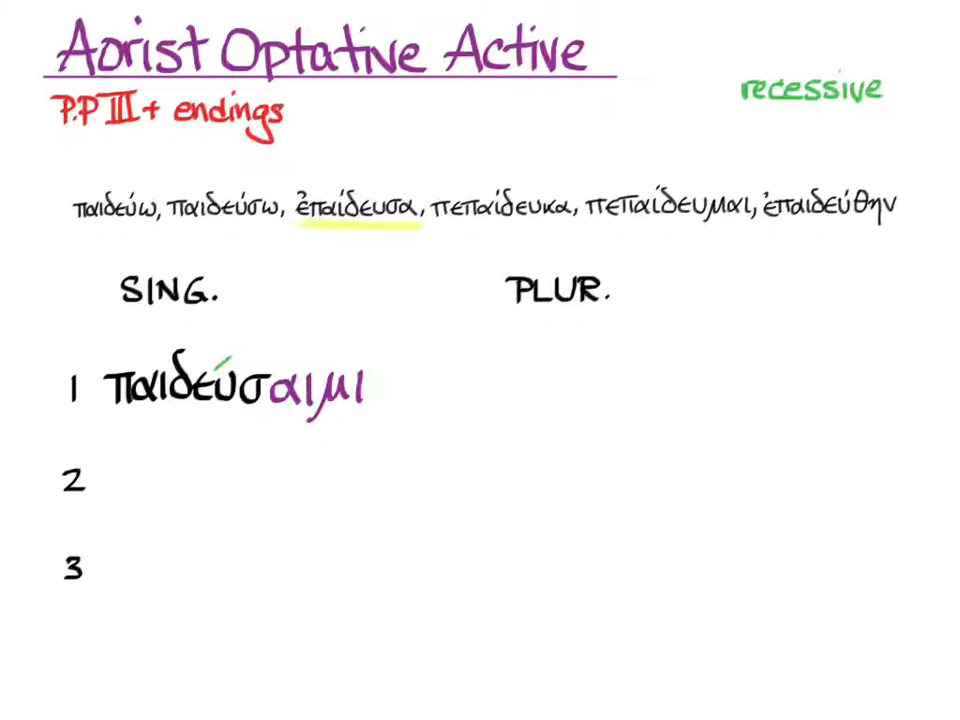 Aorist Optative Active
recessive
P.P III + endings
παιδεύω, παιδεύσω, ἐπαίδευσα, πεπαίδευκα, πεπαίδευμαι, ἐπαιδεύθην
SING. PLUR.
1 παιδεύσαιμι
2
3